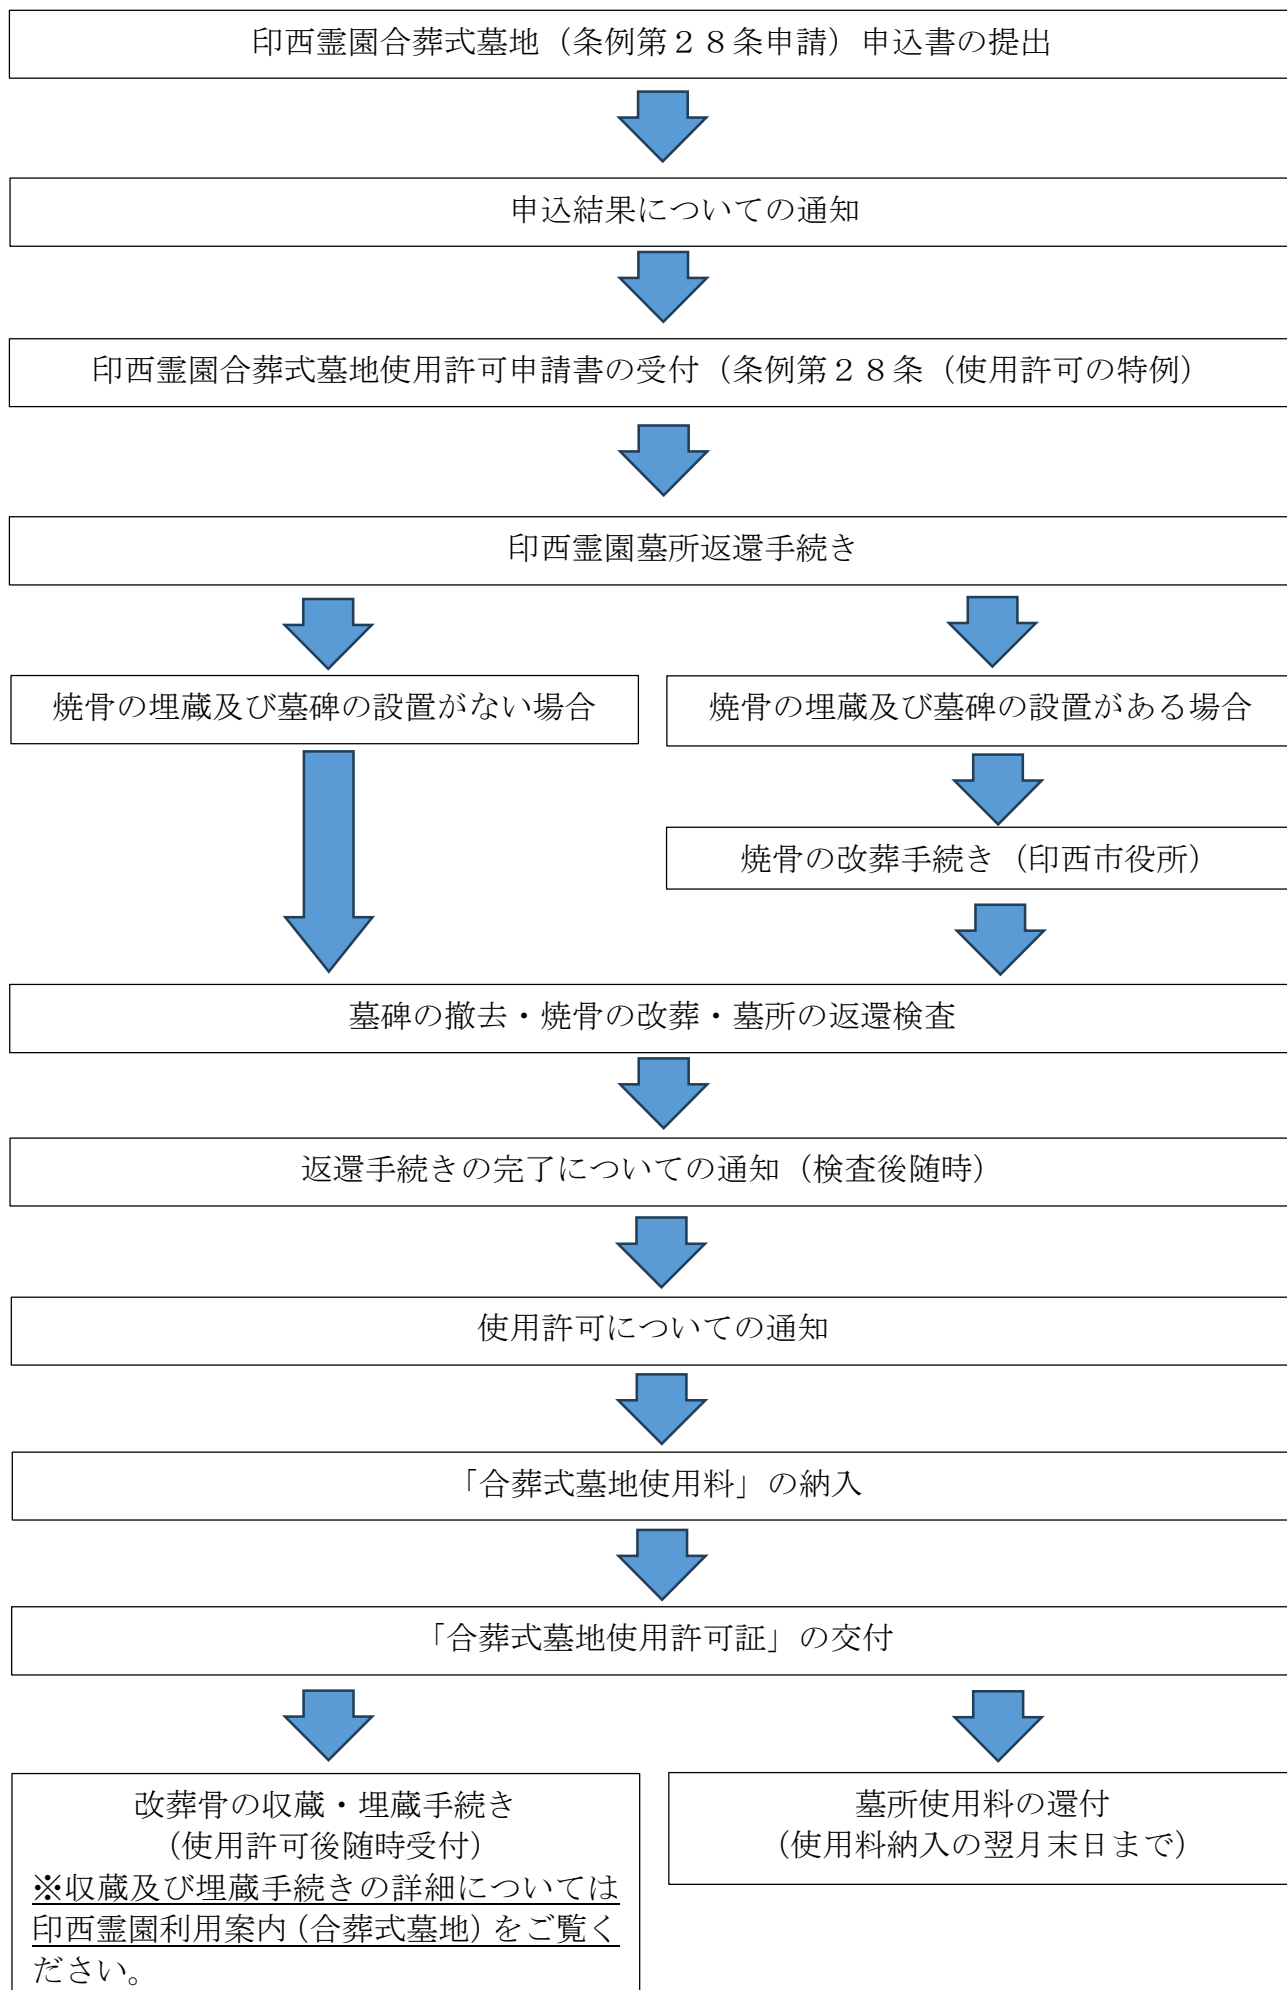 印西霊園合葬式墓地（条例第２８条申請）申込書の提出
申込結果についての通知
印西霊園合葬式墓地使用許可申請書の受付（条例第２８条（使用許可の特例）
印西霊園墓所返還手続き
焼骨の埋蔵及び墓碑の設置がない場合
焼骨の埋蔵及び墓碑の設置がある場合
焼骨の改葬手続き（印西市役所）
墓碑の撤去・焼骨の改葬・墓所の返還検査
返還手続きの完了についての通知（検査後随時）
使用許可についての通知
「合葬式墓地使用料」の納入
「合葬式墓地使用許可証」の交付
改葬骨の収蔵・埋蔵手続き
（使用許可後随時受付）
※収蔵及び埋蔵手続きの詳細については
印西霊園利用案内（合葬式墓地）をご覧く
ださい。
墓所使用料の還付
（使用料納入の翌月末日まで）